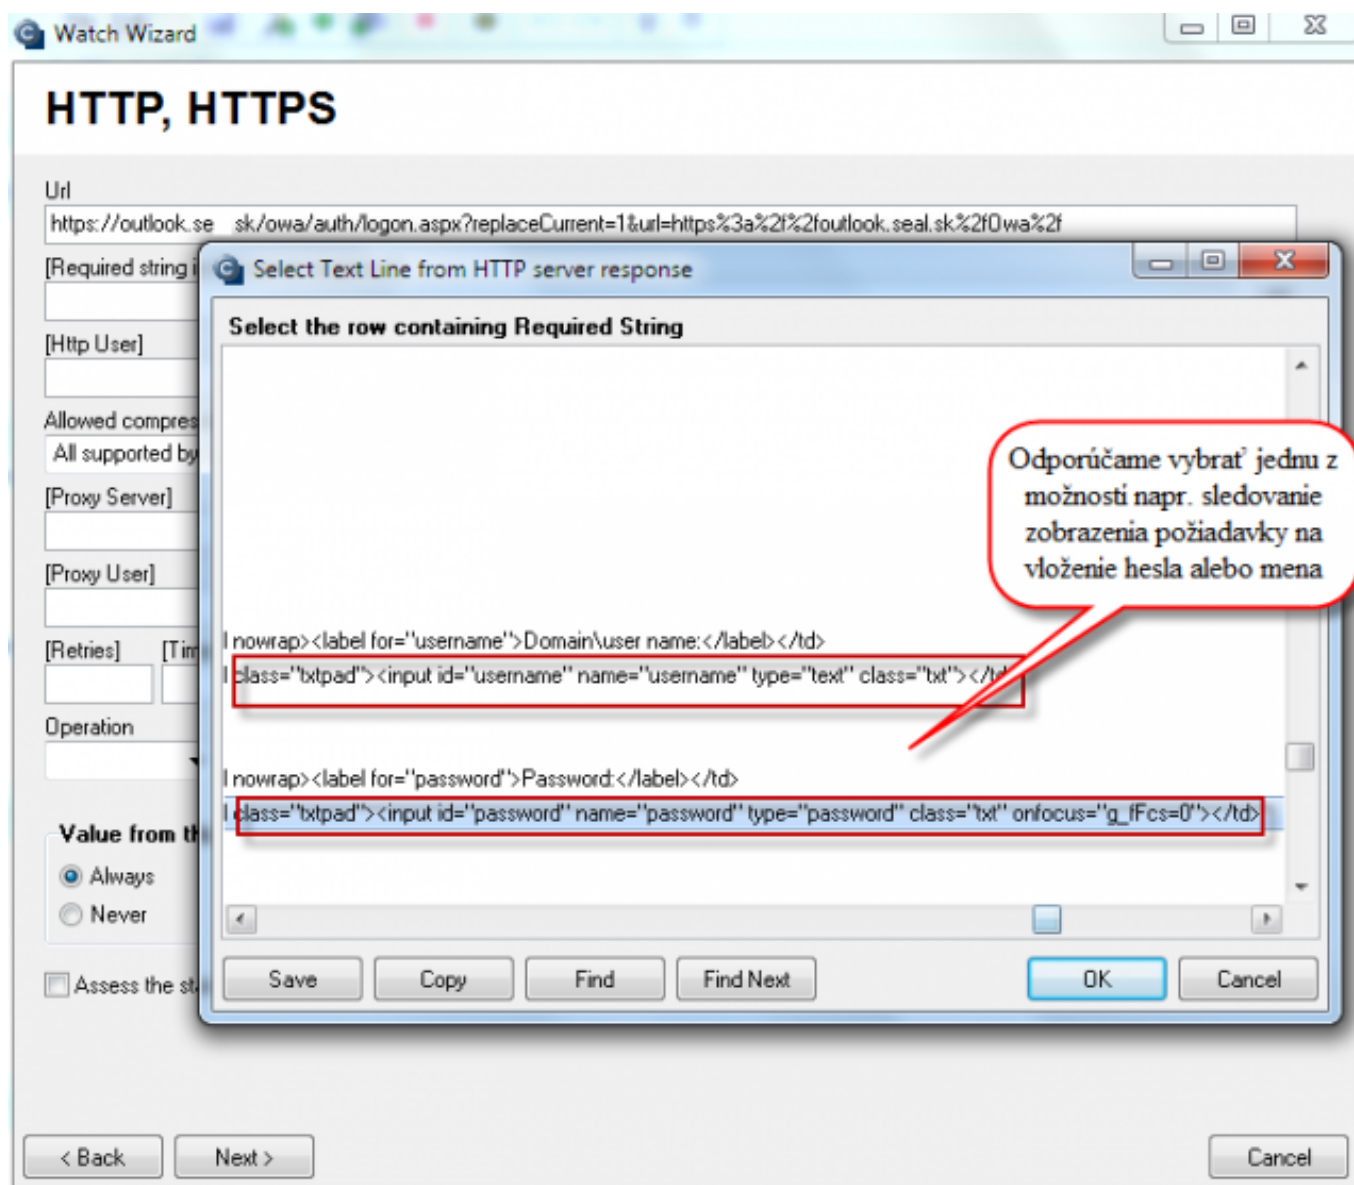 Watch Wizard
HTTP, HTTPS
Url
https://outlook.se sk/owa/auth/logon.aspx?replaceCurrent=1&url=https%3a%2f%2foutlook.seal.sk%2fOwa%2f
[Required string i
Select Text Line from HTTP server response
Select the row containing Required String
[Http User]
Allowed compres
All supported by
[Proxy Server]
[Proxy User]
[Retries] [Tim
Operation
Value from th
Always
Never
Assess the sta
Odporúčame vybrať jednu z
možností napr. sledovanie
zobrazenia požiadavky na
vloženie hesla alebo mena
l nowrap><label for="username">Domain\user name:</label></td>
l class="txtpad"><input id="username" name="username" type="text" class="txt"></td>
l nowrap><label for="password">Password:</label></td>
l class="txtpad"><input id="password" name="password" type="password" class="txt" onfocus="g_fFcs=0"></td>
Save Copy Find Find Next OK Cancel
< Back Next > Cancel